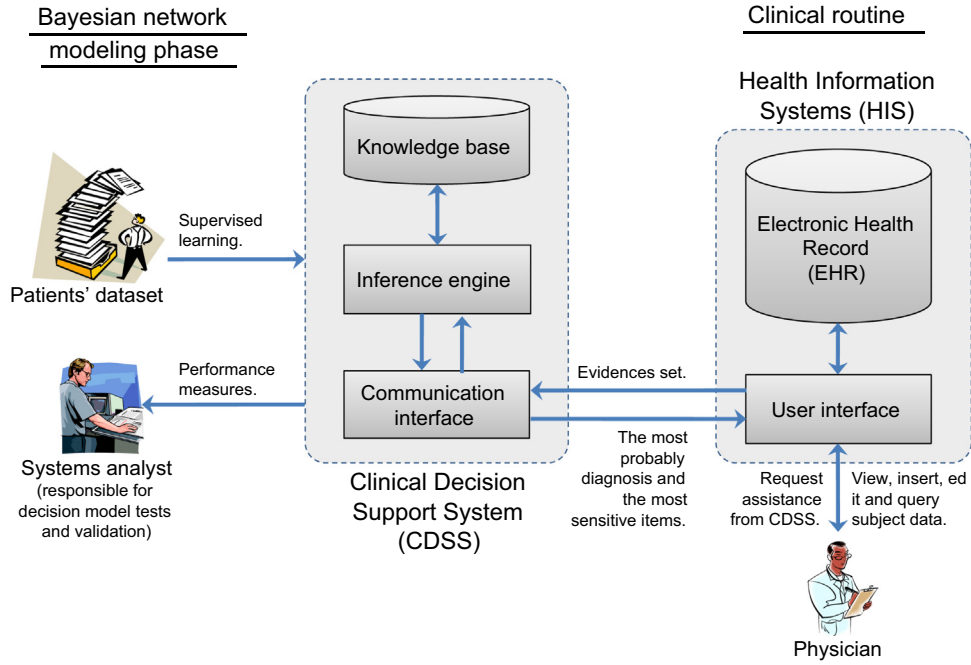 Bayesian network
modeling phase
Clinical routine
Health Information
Systems (HIS)
Knowledge base
Electronic Health
Record
(EHR)
Supervised
learning.
Inference engine
Patients' dataset
Performance
measures.
Communication
interface
Evidences set.
User interface
The most
probably
diagnosis and
the most
sensitive items.
Systems analyst
(responsible for
decision model tests
and validation)
Clinical Decision
Support System
(CDSS)
Request
assistance
from CDSS.
View, insert, ed
it and query
subject data.
Physician